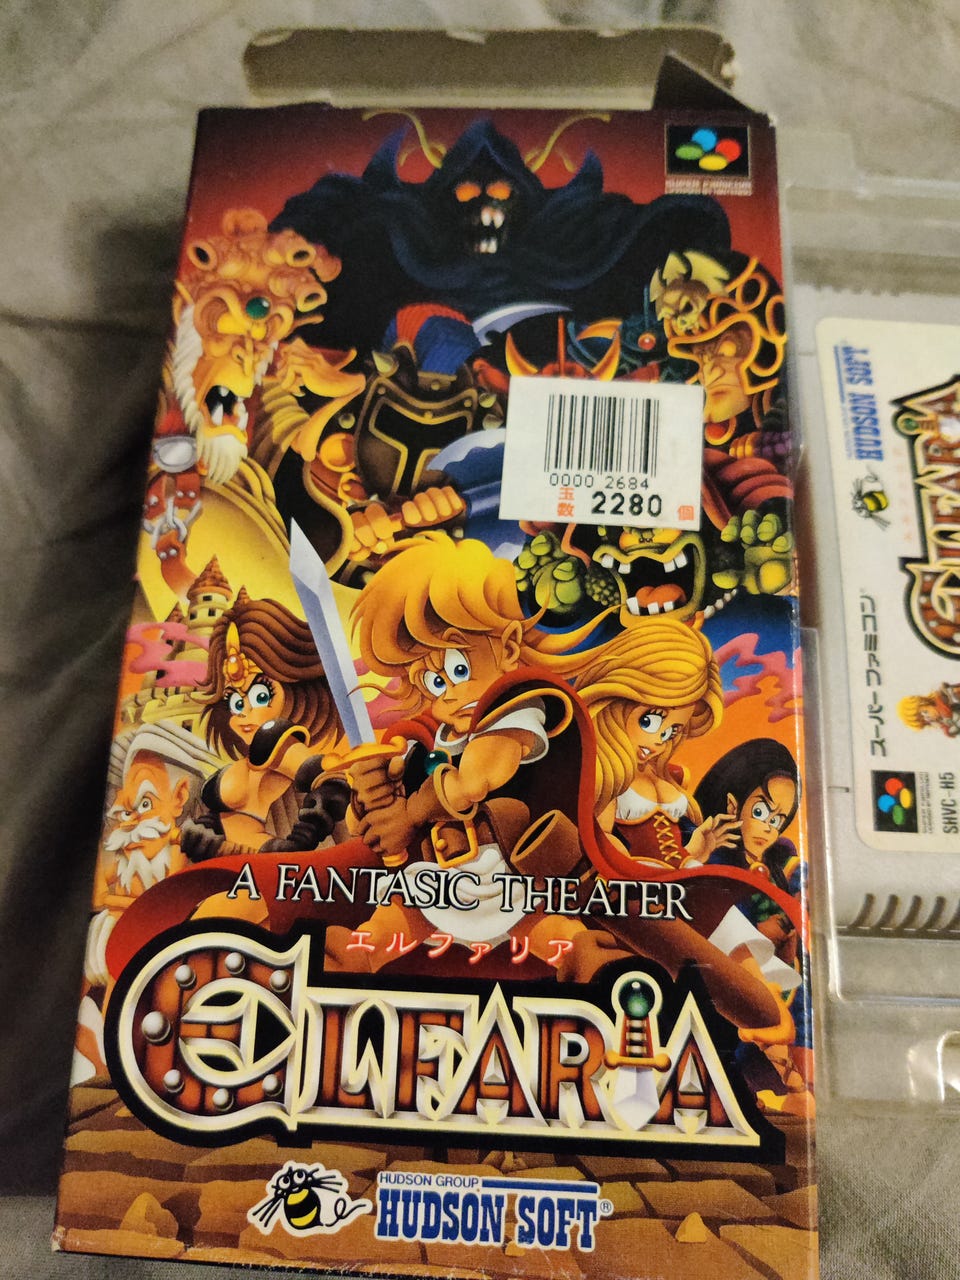 SUPER FAMICOM
0000 2684
玉数 2280 個
A FANTASIC THEATER
エルファリア
ELFARIA
HUDSON GROUP
HUDSON SOFT®
HUDSON SOFT
ELFARIA
スーパーファミコン
SHVC-H5